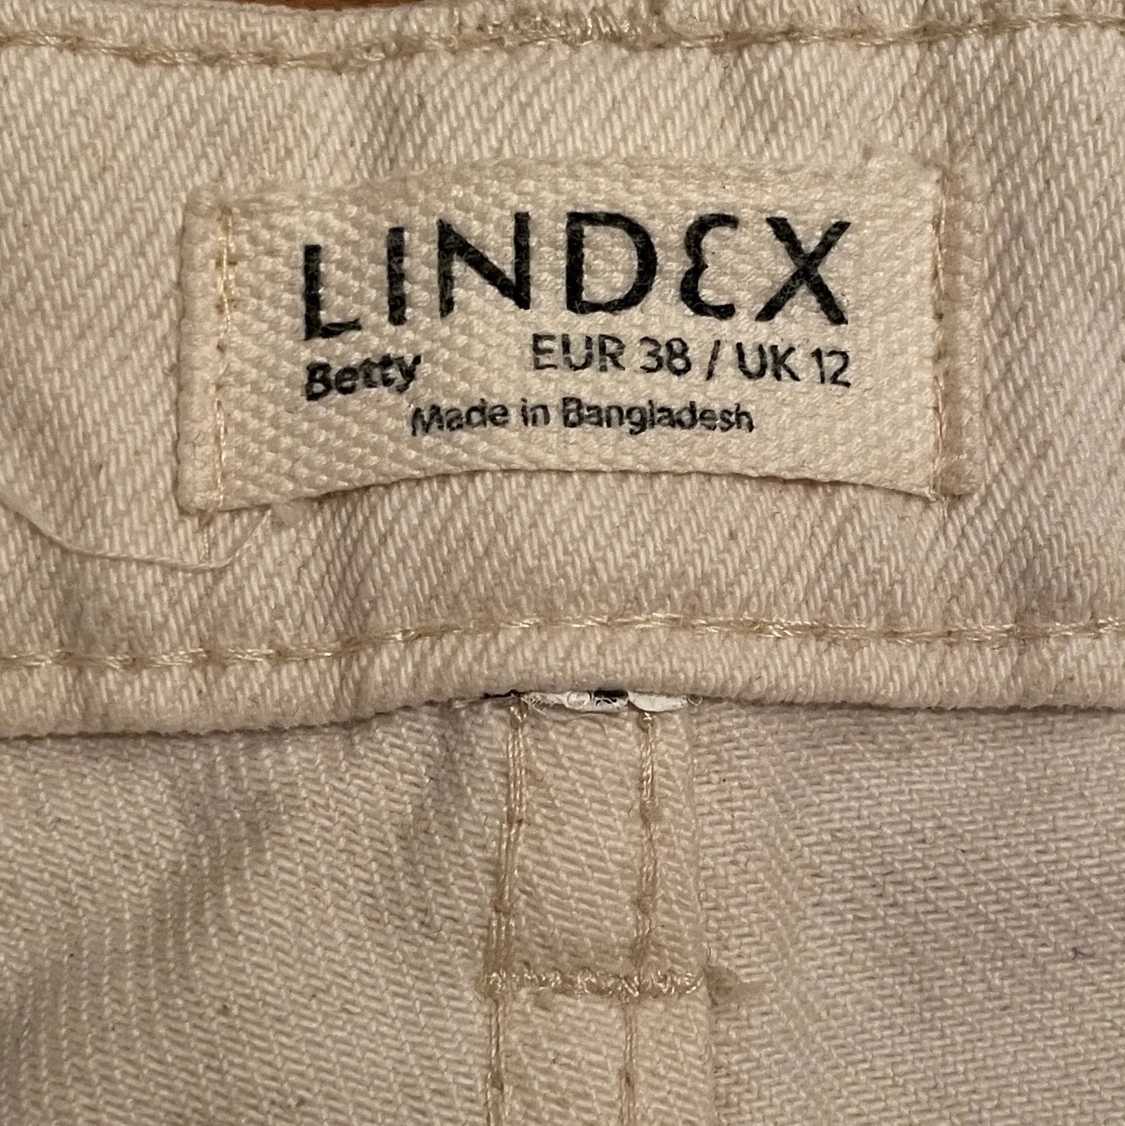 LINDEX
Betty EUR 38 / UK 12
Made in Bangladesh